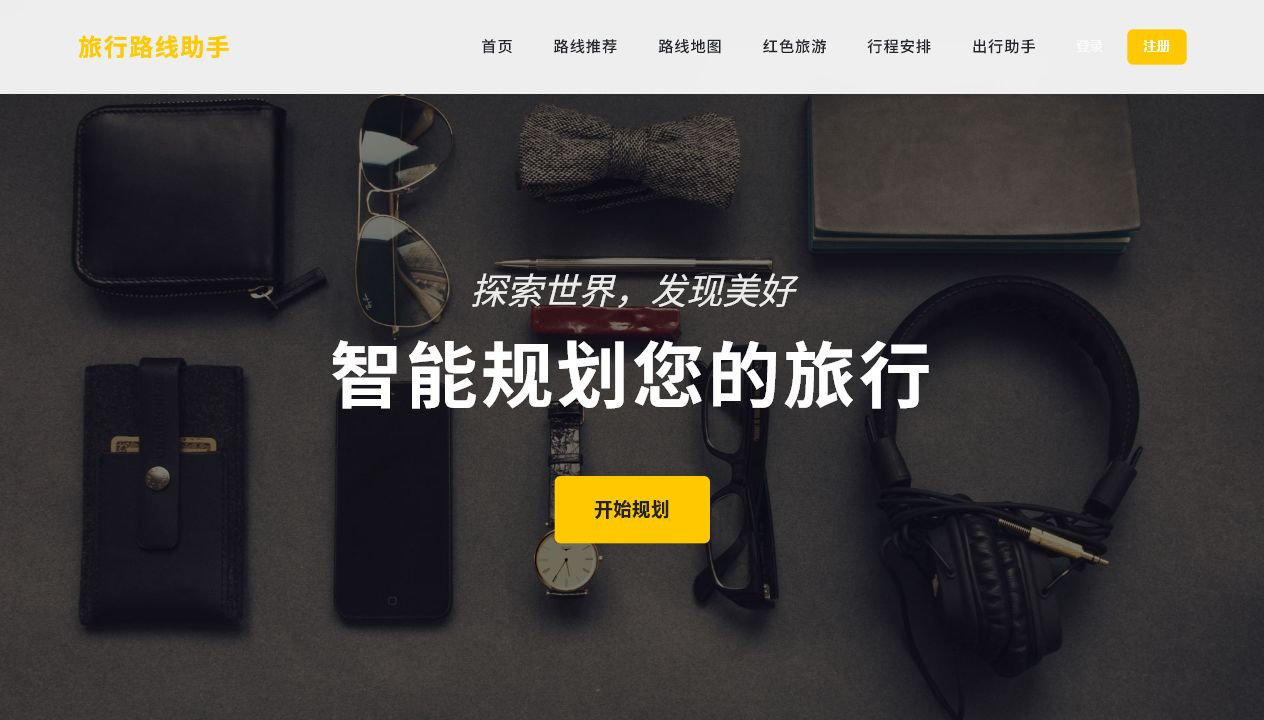 旅行路线助手
首页 路线推荐 路线地图 红色旅游 行程安排 出行助手 登录 注册
探索世界，发现美好
智能规划您的旅行
开始规划